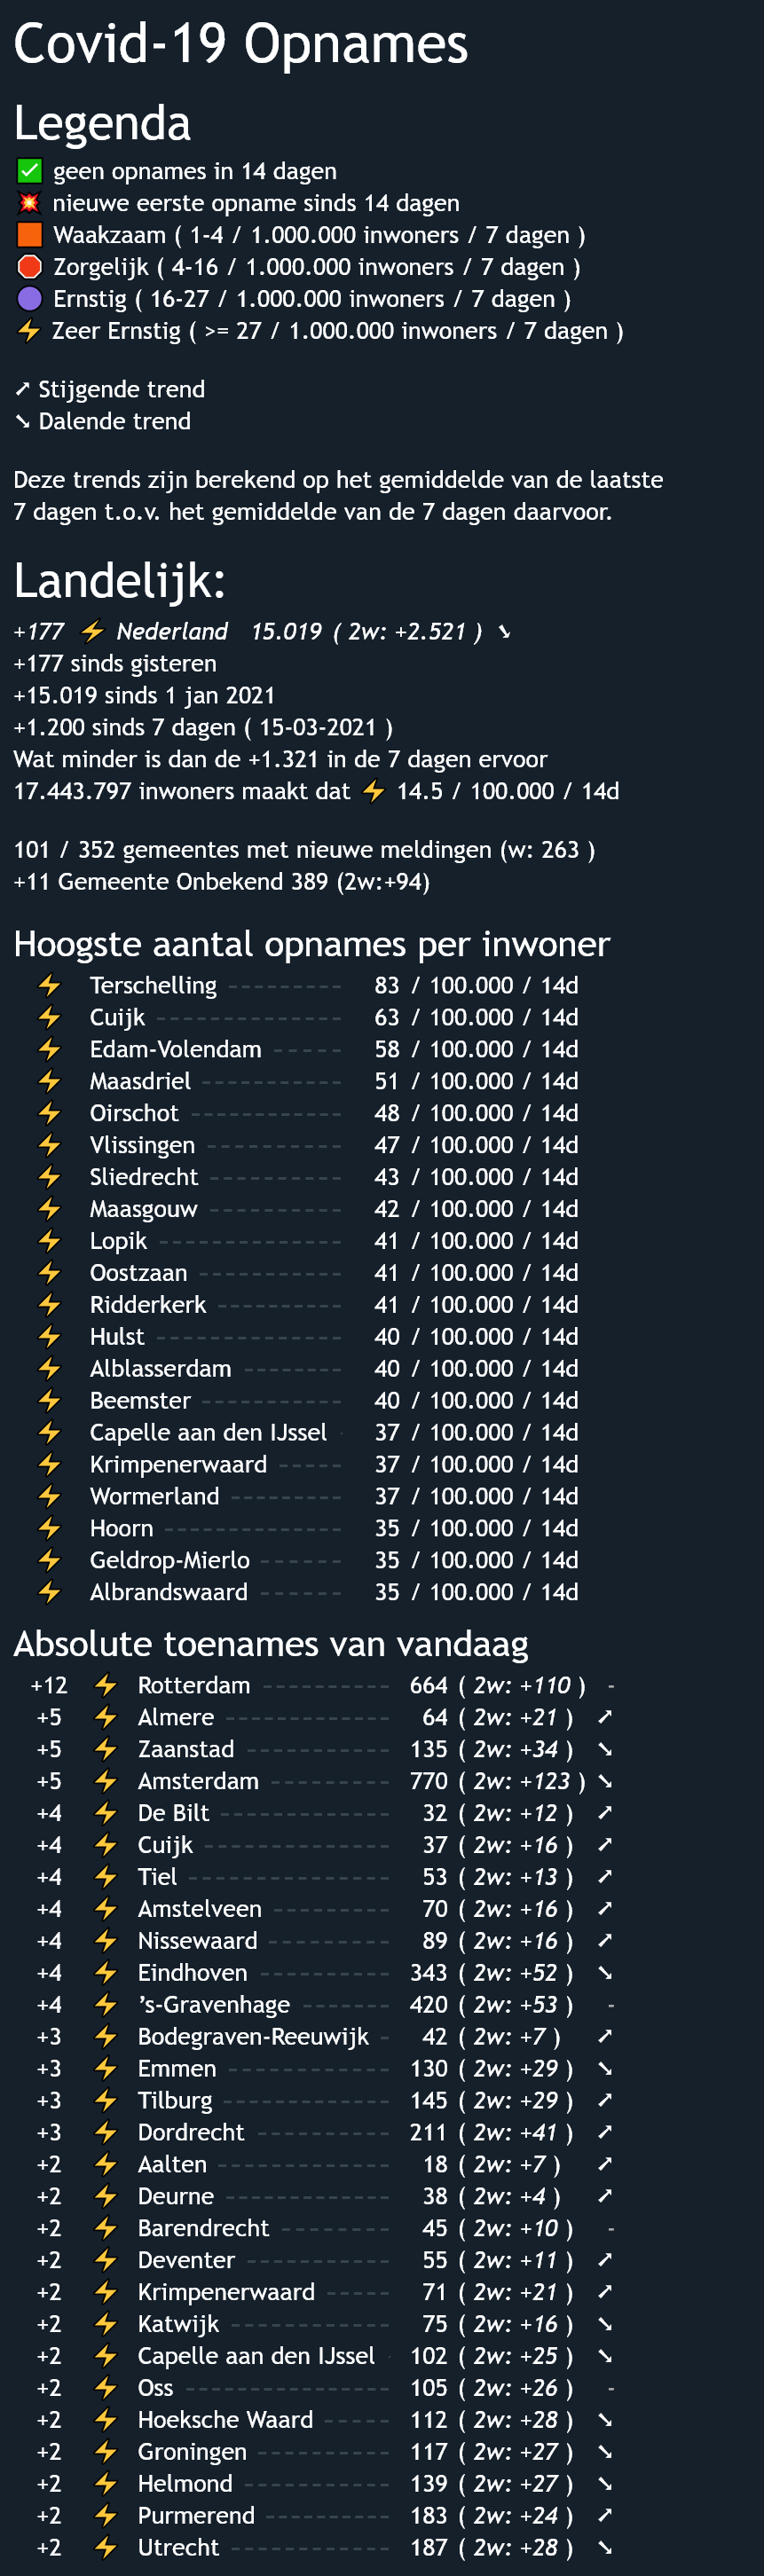 Covid-19 Opnames
Legenda
✅ geen opnames in 14 dagen
💥 nieuwe eerste opname sinds 14 dagen
🟧 Waakzaam ( 1-4 / 1.000.000 inwoners / 7 dagen )
🛑 Zorgelijk ( 4-16 / 1.000.000 inwoners / 7 dagen )
🟣 Ernstig ( 16-27 / 1.000.000 inwoners / 7 dagen )
⚡ Zeer Ernstig ( >= 27 / 1.000.000 inwoners / 7 dagen )
➚ Stijgende trend
➘ Dalende trend
Deze trends zijn berekend op het gemiddelde van de laatste
7 dagen t.o.v. het gemiddelde van de 7 dagen daarvoor.
Landelijk:
+177 ⚡ Nederland 15.019 ( 2w: +2.521 ) ➘
+177 sinds gisteren
+15.019 sinds 1 jan 2021
+1.200 sinds 7 dagen ( 15-03-2021 )
Wat minder is dan de +1.321 in de 7 dagen ervoor
17.443.797 inwoners maakt dat ⚡ 14.5 / 100.000 / 14d
101 / 352 gemeentes met nieuwe meldingen (w: 263 )
+11 Gemeente Onbekend 389 (2w:+94)
Hoogste aantal opnames per inwoner
⚡ Terschelling --------- 83 / 100.000 / 14d
⚡ Cuijk -------------- 63 / 100.000 / 14d
⚡ Edam-Volendam ----- 58 / 100.000 / 14d
⚡ Maasdriel ----------- 51 / 100.000 / 14d
⚡ Oirschot ------------ 48 / 100.000 / 14d
⚡ Vlissingen ---------- 47 / 100.000 / 14d
⚡ Sliedrecht ---------- 43 / 100.000 / 14d
⚡ Maasgouw ---------- 42 / 100.000 / 14d
⚡ Lopik -------------- 41 / 100.000 / 14d
⚡ Oostzaan ----------- 41 / 100.000 / 14d
⚡ Ridderkerk --------- 41 / 100.000 / 14d
⚡ Hulst -------------- 40 / 100.000 / 14d
⚡ Alblasserdam ------- 40 / 100.000 / 14d
⚡ Beemster ----------- 40 / 100.000 / 14d
⚡ Capelle aan den IJssel - 37 / 100.000 / 14d
⚡ Krimpenerwaard ----- 37 / 100.000 / 14d
⚡ Wormerland -------- 37 / 100.000 / 14d
⚡ Hoorn ------------- 35 / 100.000 / 14d
⚡ Geldrop-Mierlo ------ 35 / 100.000 / 14d
⚡ Albrandswaard ------ 35 / 100.000 / 14d
Absolute toenames van vandaag
+12 ⚡ Rotterdam ---------- 664 ( 2w: +110 ) -
+5 ⚡ Almere ------------- 64 ( 2w: +21 ) ➚
+5 ⚡ Zaanstad ----------- 135 ( 2w: +34 ) ➘
+5 ⚡ Amsterdam ---------- 770 ( 2w: +123 ) ➘
+4 ⚡ De Bilt ------------- 32 ( 2w: +12 ) ➚
+4 ⚡ Cuijk -------------- 37 ( 2w: +16 ) ➚
+4 ⚡ Tiel --------------- 53 ( 2w: +13 ) ➚
+4 ⚡ Amstelveen --------- 70 ( 2w: +16 ) ➚
+4 ⚡ Nissewaard --------- 89 ( 2w: +16 ) ➚
+4 ⚡ Eindhoven ---------- 343 ( 2w: +52 ) ➘
+4 ⚡ ’s-Gravenhage ------- 420 ( 2w: +53 ) -
+3 ⚡ Bodegraven-Reeuwijk - 42 ( 2w: +7 ) ➚
+3 ⚡ Emmen ------------ 130 ( 2w: +29 ) ➘
+3 ⚡ Tilburg ------------- 145 ( 2w: +29 ) ➚
+3 ⚡ Dordrecht ---------- 211 ( 2w: +41 ) ➚
+2 ⚡ Aalten ------------- 18 ( 2w: +7 ) ➚
+2 ⚡ Deurne ------------ 38 ( 2w: +4 ) ➚
+2 ⚡ Barendrecht -------- 45 ( 2w: +10 ) -
+2 ⚡ Deventer ----------- 55 ( 2w: +11 ) ➚
+2 ⚡ Krimpenerwaard ----- 71 ( 2w: +21 ) ➚
+2 ⚡ Katwijk ------------ 75 ( 2w: +16 ) ➘
+2 ⚡ Capelle aan den IJssel - 102 ( 2w: +25 ) ➘
+2 ⚡ Oss ---------------- 105 ( 2w: +26 ) -
+2 ⚡ Hoeksche Waard ----- 112 ( 2w: +28 ) ➘
+2 ⚡ Groningen ---------- 117 ( 2w: +27 ) ➘
+2 ⚡ Helmond ----------- 139 ( 2w: +27 ) ➘
+2 ⚡ Purmerend --------- 183 ( 2w: +24 ) ➚
+2 ⚡ Utrecht ------------ 187 ( 2w: +28 ) ➘